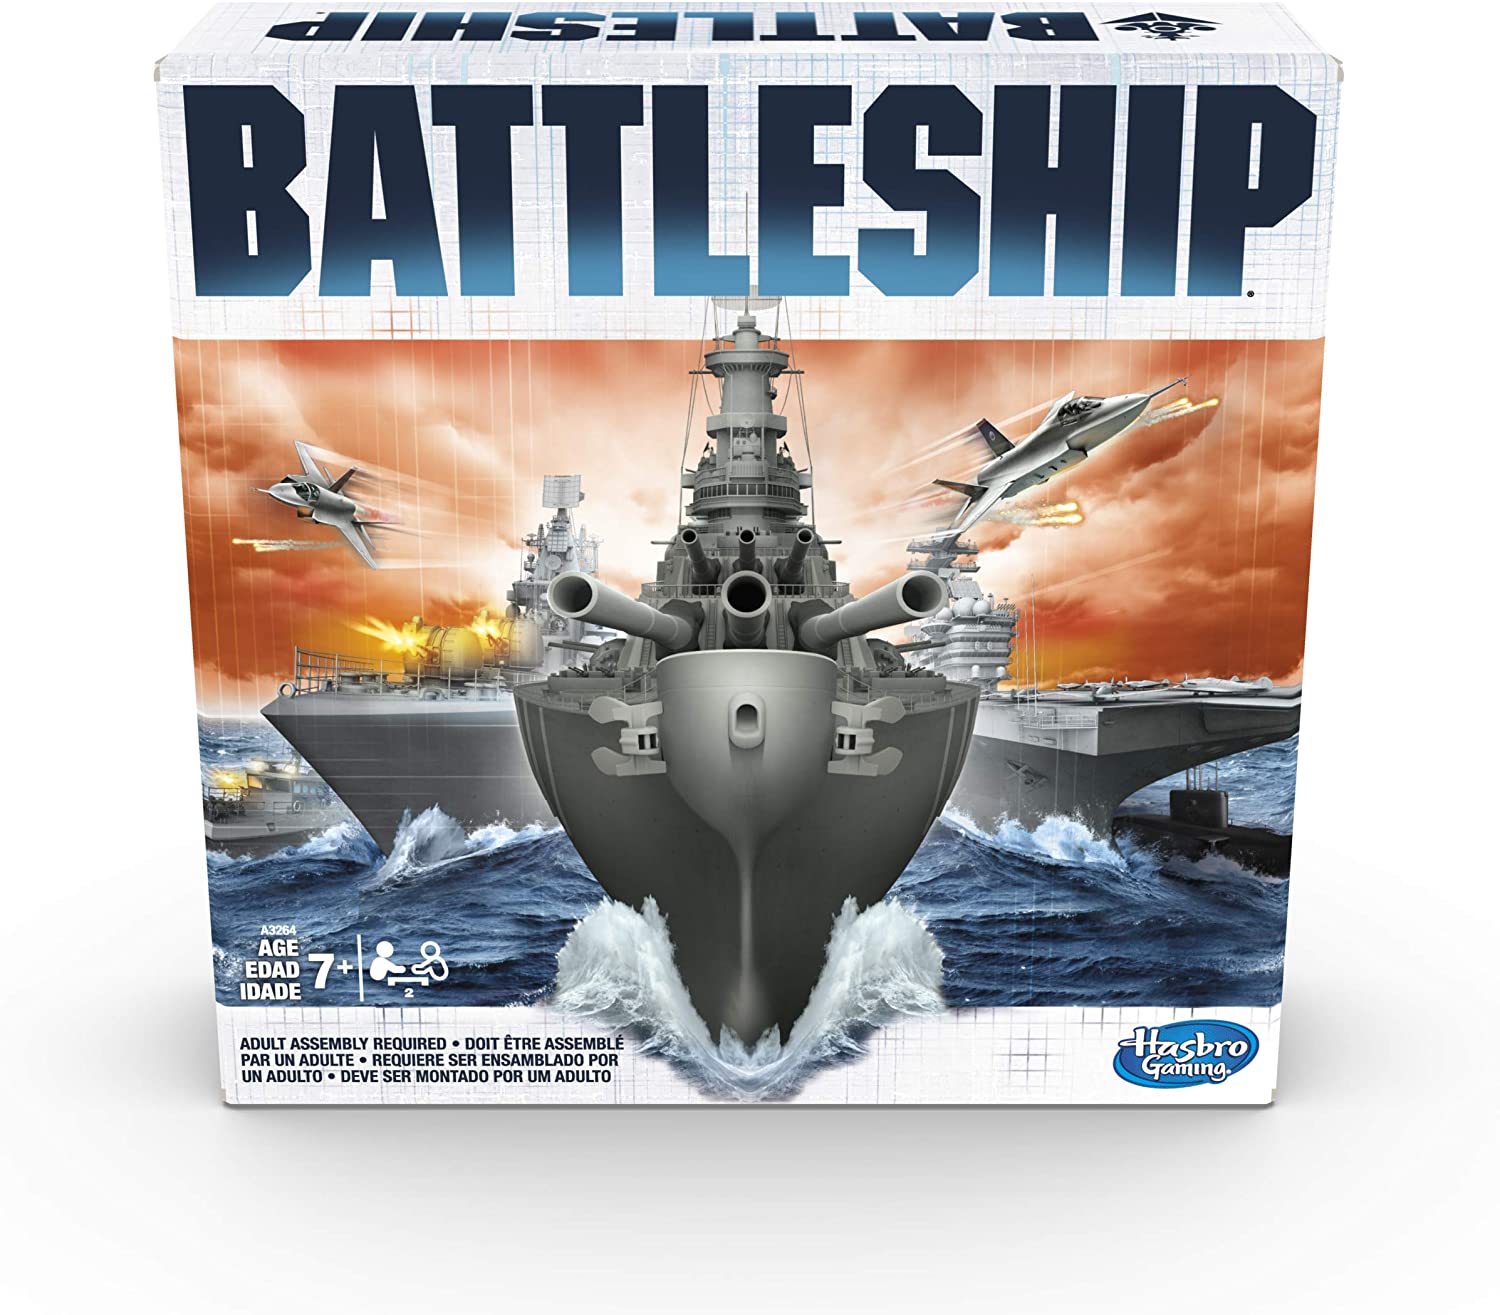 BATTLESHIP
BATTLESHIP®
A3264
AGE
EDAD 7+
IDADE
2
ADULT ASSEMBLY REQUIRED • DOIT ÊTRE ASSEMBLÉ
PAR UN ADULTE • REQUIERE SER ENSAMBLADO POR
UN ADULTO • DEVE SER MONTADO POR UM ADULTO
Hasbro
Gaming